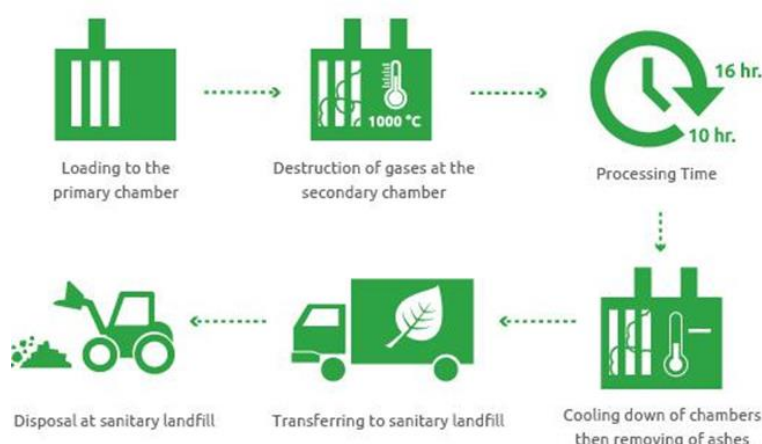 Loading to the
primary chamber
1000 °C
Destruction of gases at the
secondary chamber
16 hr.
10 hr.
Processing Time
Disposal at sanitary landfill
Transferring to sanitary landfill
Cooling down of chambers
then removing of ashes